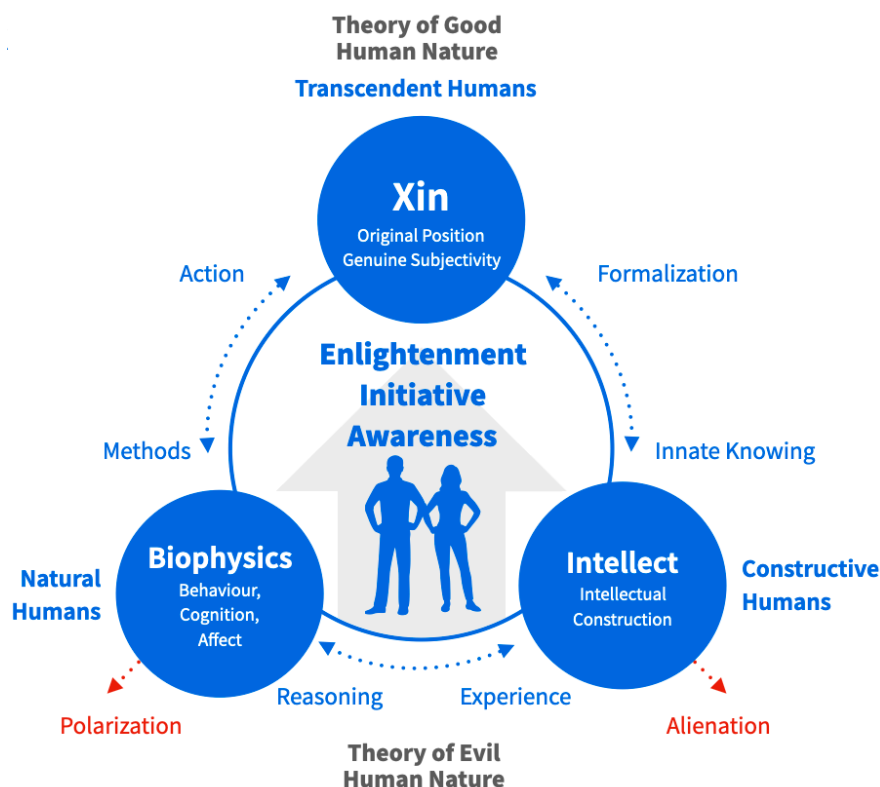 Theory of Good
Human Nature
Transcendent Humans
Xin
Original Position
Genuine Subjectivity
Action
Formalization
Enlightenment
Initiative
Awareness
Methods
Innate Knowing
Biophysics
Behaviour,
Cognition,
Affect
Natural
Humans
Intellect
Intellectual
Construction
Constructive
Humans
Reasoning
Experience
Polarization
Alienation
Theory of Evil
Human Nature